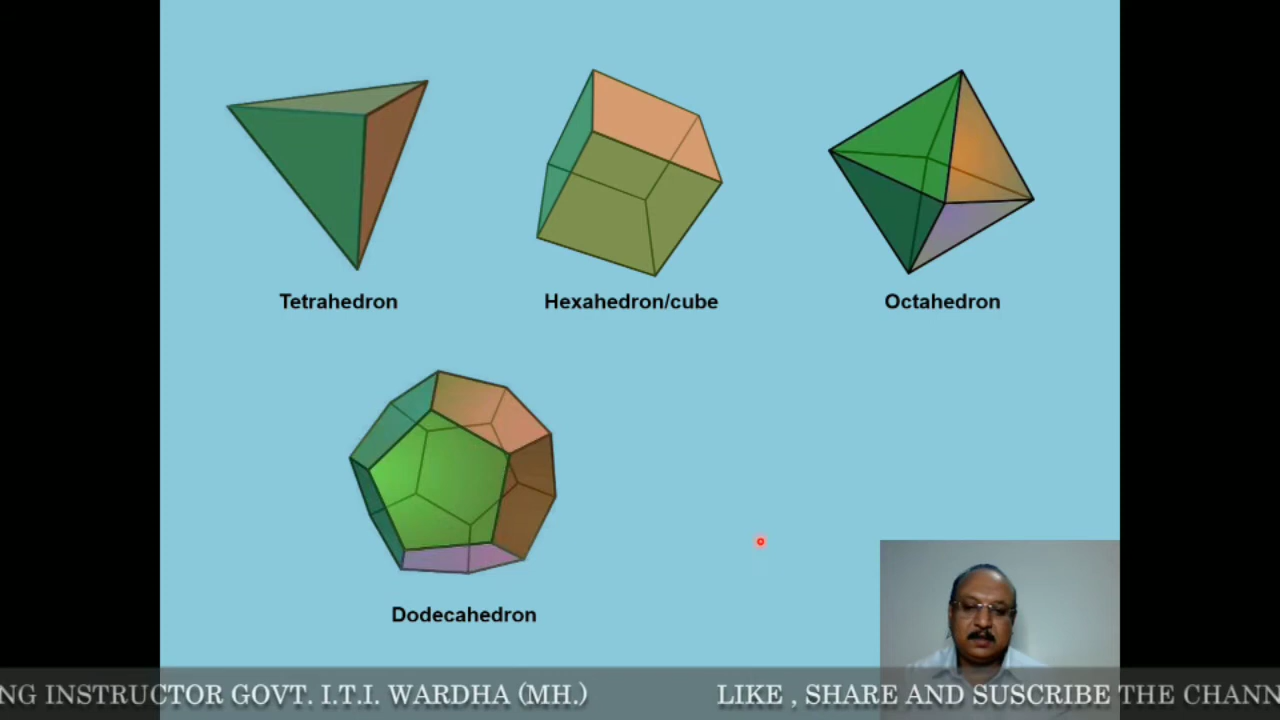 Tetrahedron
Hexahedron/cube
Octahedron
Dodecahedron
NG INSTRUCTOR GOVT. I.T.I. WARDHA (MH.) LIKE , SHARE AND SUSCRIBE THE CHANN